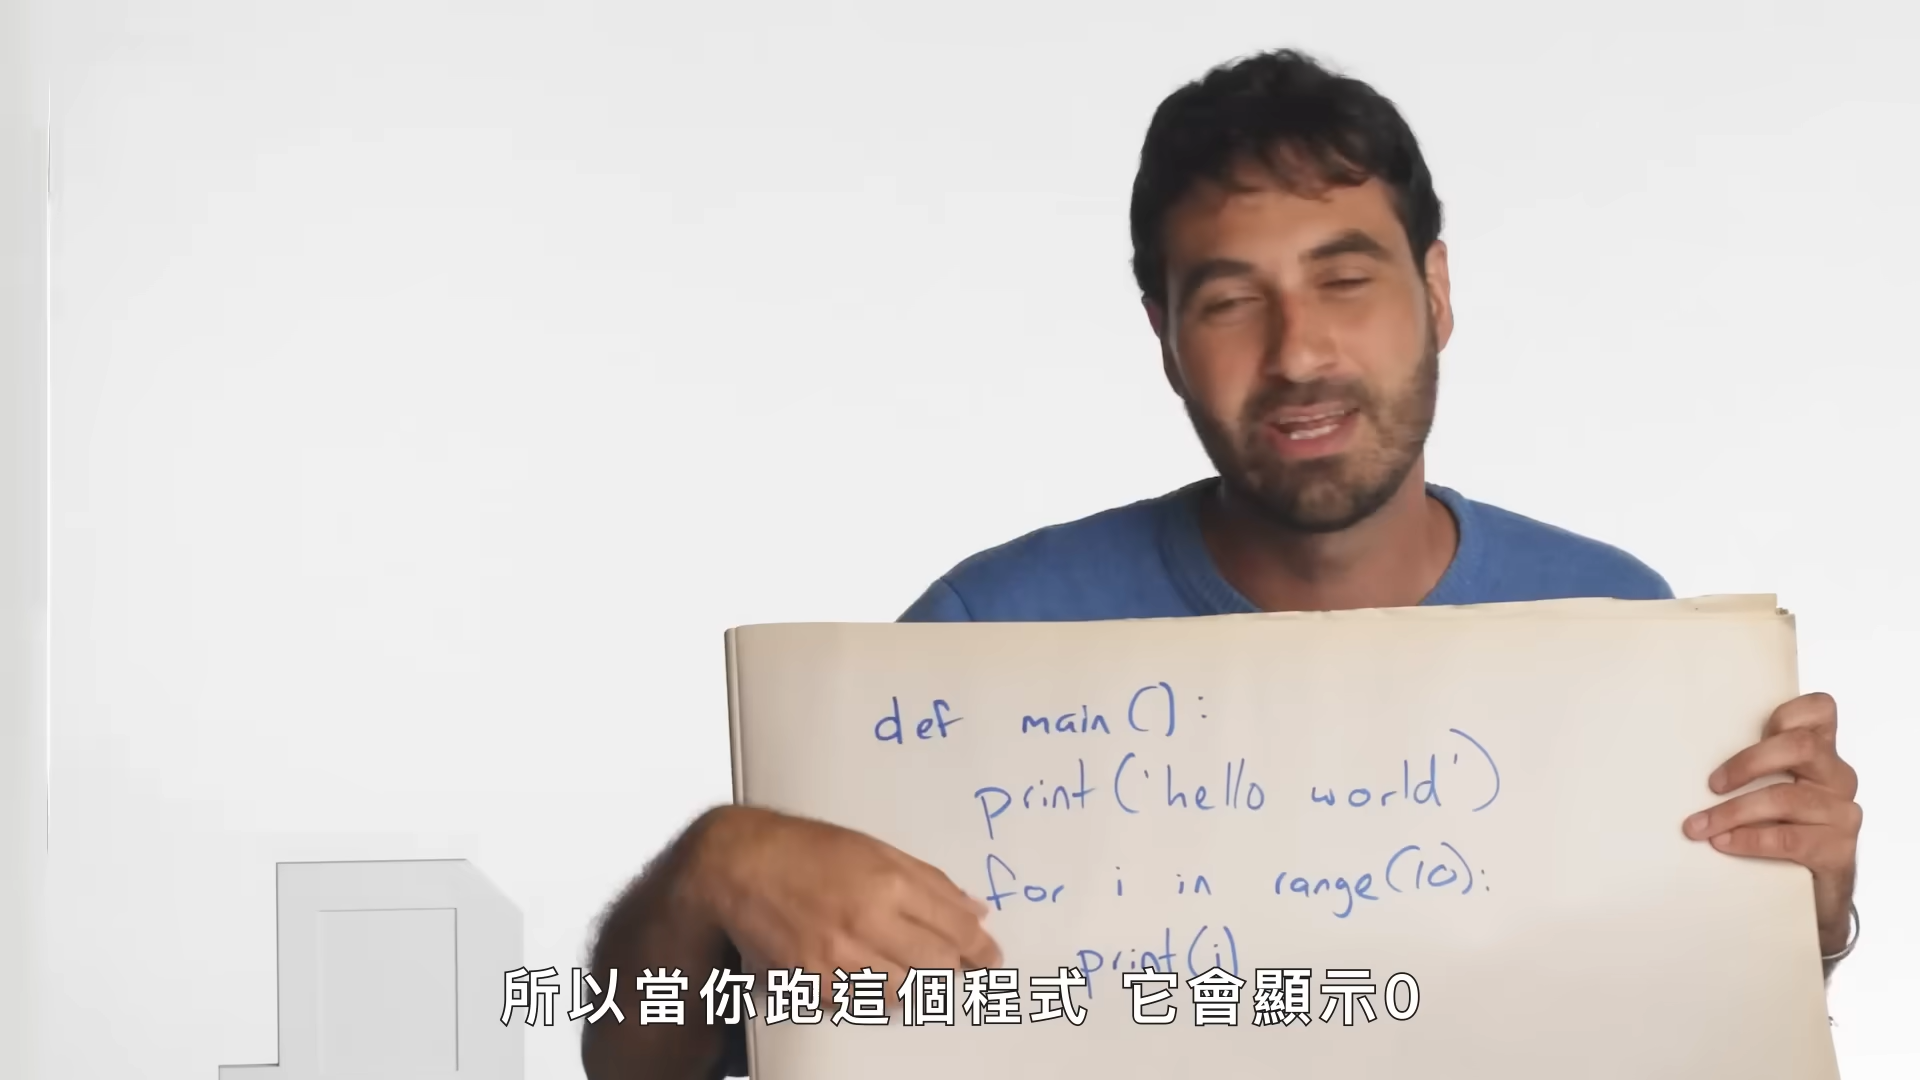 def main():
print('hello world')
for i in range(10):
print(i)
所以當你跑這個程式 它會顯示0